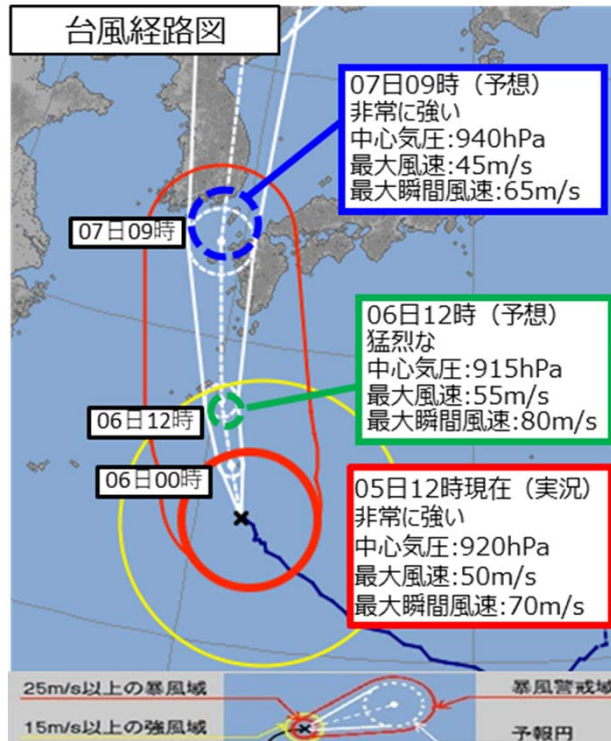 台風経路図
07日09時（予想）
非常に強い
中心気圧:940hPa
最大風速:45m/s
最大瞬間風速:65m/s
07日09時
06日12時（予想）
猛烈な
中心気圧:915hPa
最大風速:55m/s
最大瞬間風速:80m/s
06日12時
06日00時
05日12時現在（実況）
非常に強い
中心気圧:920hPa
最大風速:50m/s
最大瞬間風速:70m/s
25m/s以上の暴風域
暴風警戒域
15m/s以上の強風域
予報円